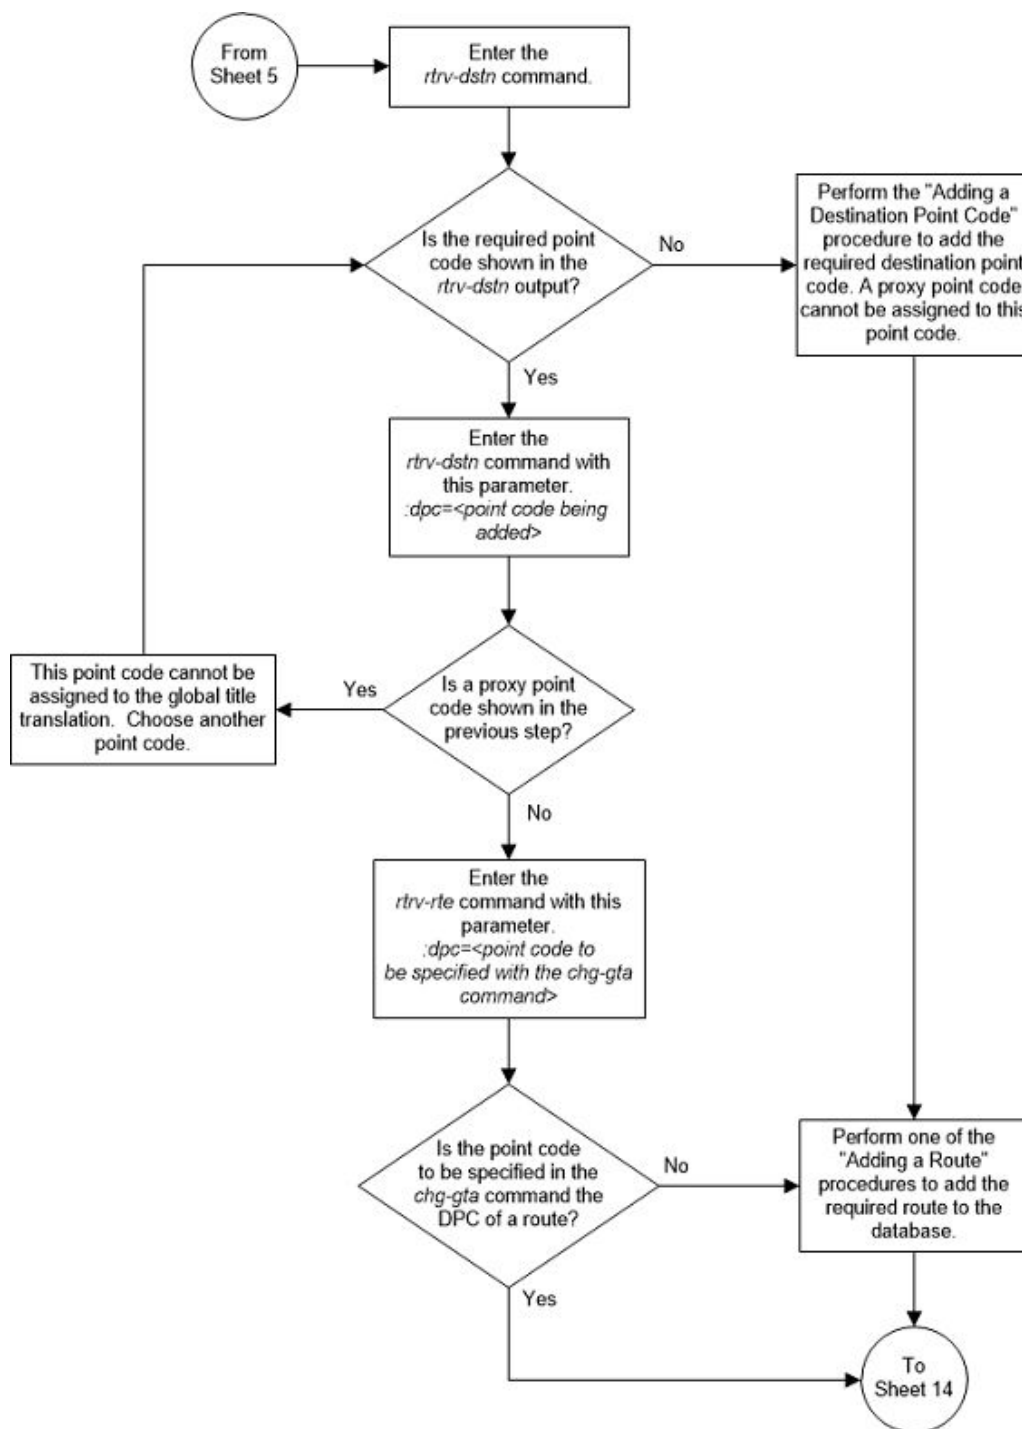 From
Sheet 5
Enter the
rtrv-dstn command.
Is the required point
code shown in the
rtrv-dstn output?
No
Perform the "Adding a
Destination Point Code"
procedure to add the
required destination point
code. A proxy point code
cannot be assigned to this
point code.
Yes
Enter the
rtrv-dstn command with
this parameter.
:dpc=<point code being
added>
This point code cannot be
assigned to the global title
translation.  Choose another
point code.
Yes
Is a proxy point
code shown in the
previous step?
No
Enter the
rtrv-rte command with this
parameter.
:dpc=<point code to
be specified with the chg-gta
command>
Is the point code
to be specified in the
chg-gta command the
DPC of a route?
No
Perform one of the
"Adding a Route"
procedures to add the
required route to the
database.
Yes
To
Sheet 14